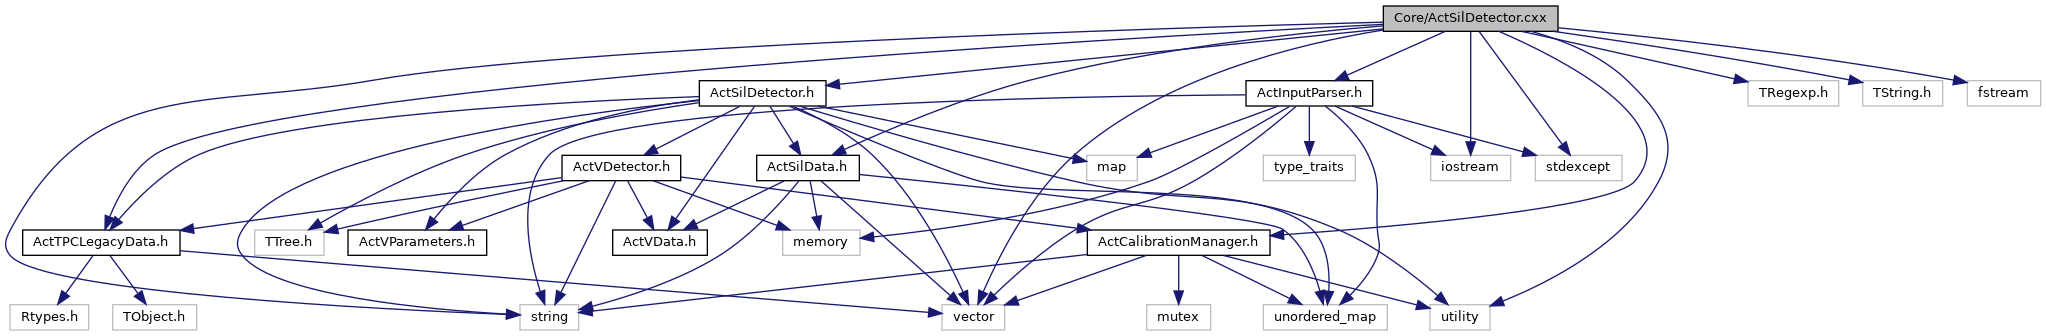 Core/ActSilDetector.cxx
ActSilDetector.h
ActInputParser.h
TRegexp.h
TString.h
fstream
ActVDetector.h
ActSilData.h
map
type_traits
iostream
stdexcept
ActTPCLegacyData.h
TTree.h
ActVParameters.h
ActVData.h
memory
ActCalibrationManager.h
Rtypes.h
TObject.h
string
vector
mutex
unordered_map
utility